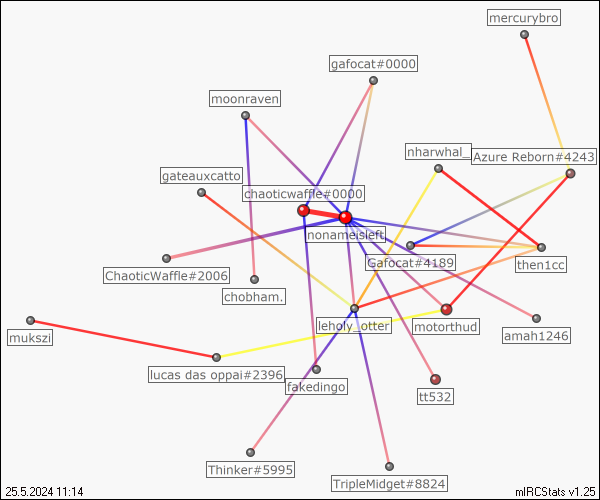 mercurybro
gafocat#0000
moonraven
nharwhal_
Azure Reborn#4243
gateauxcatto
chaoticwaffle#0000
nonameisleft
Gafocat#4189
then1cc
ChaoticWaffle#2006
chobham.
leholy_otter
motorthud
amah1246
mukszi
lucas das oppai#2396
fakedingo
tt532
Thinker#5995
TripleMidget#8824
25.5.2024 11:14
mIRCStats v1.25